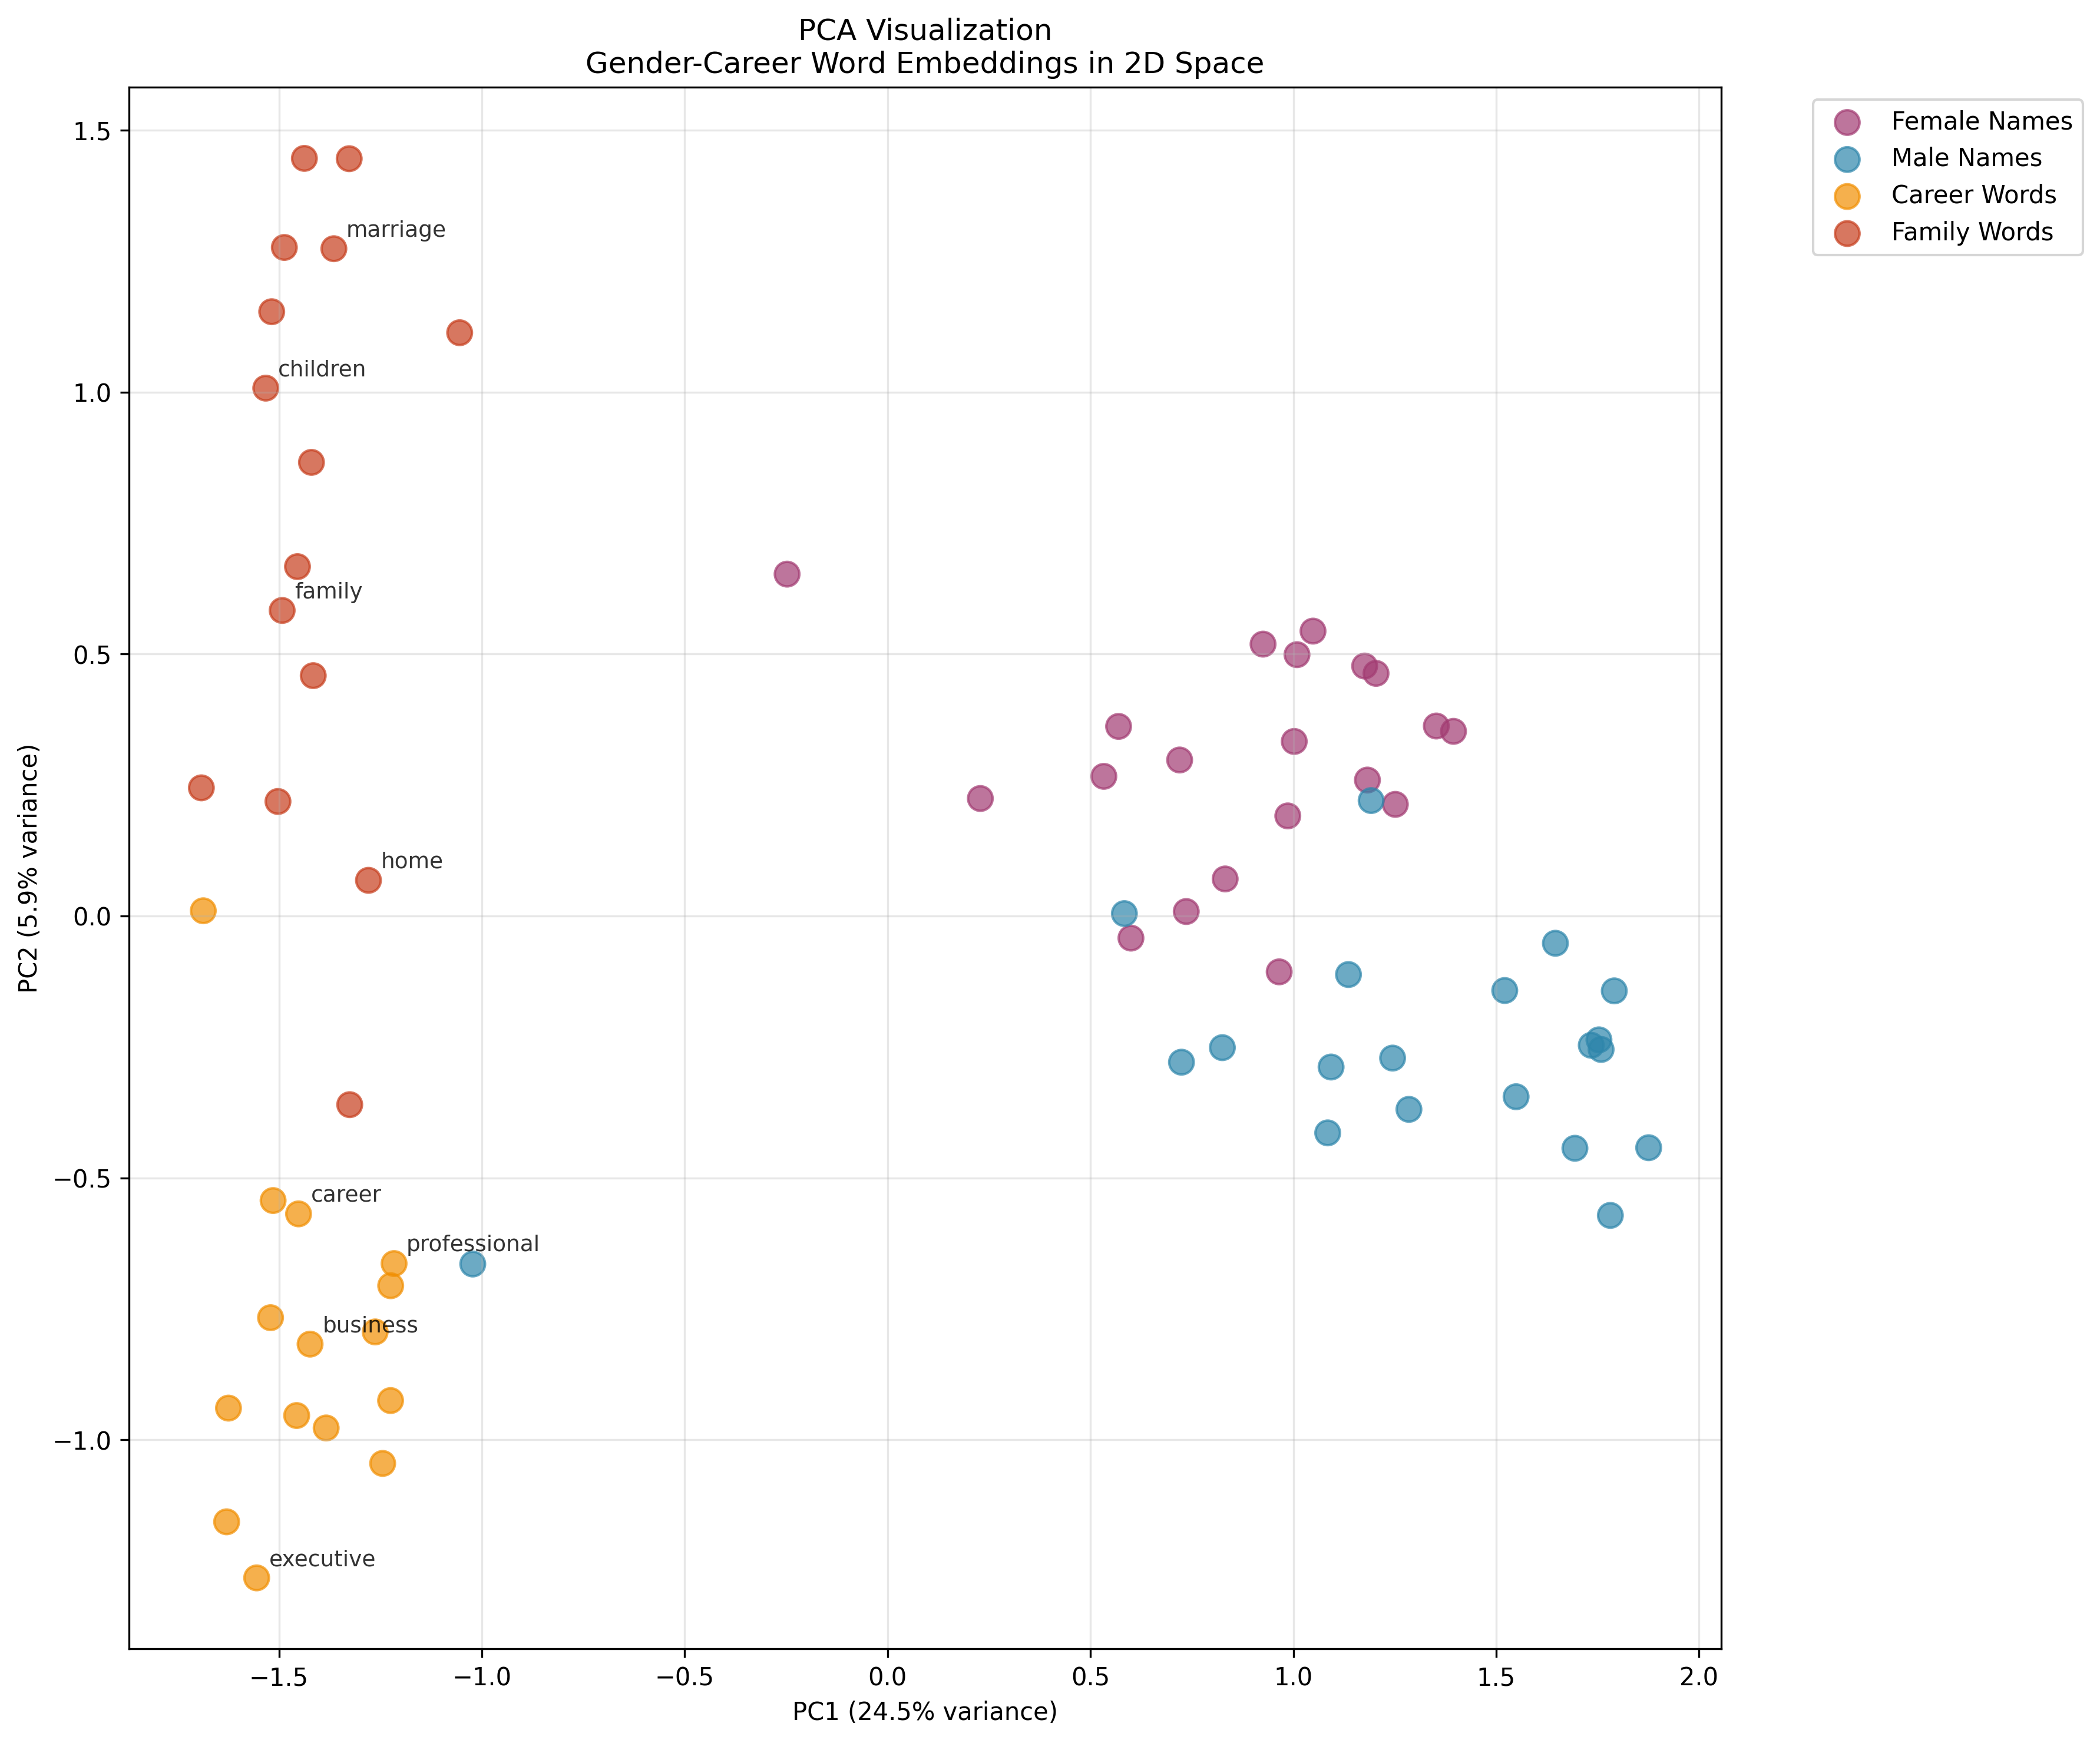 PCA Visualization
Gender-Career Word Embeddings in 2D Space
Female Names
Male Names
Career Words
Family Words
1.5
1.0
0.5
0.0
−0.5
−1.0
PC2 (5.9% variance)
marriage
children
family
home
career
professional
business
executive
−1.5
−1.0
−0.5
0.0
0.5
1.0
1.5
2.0
PC1 (24.5% variance)